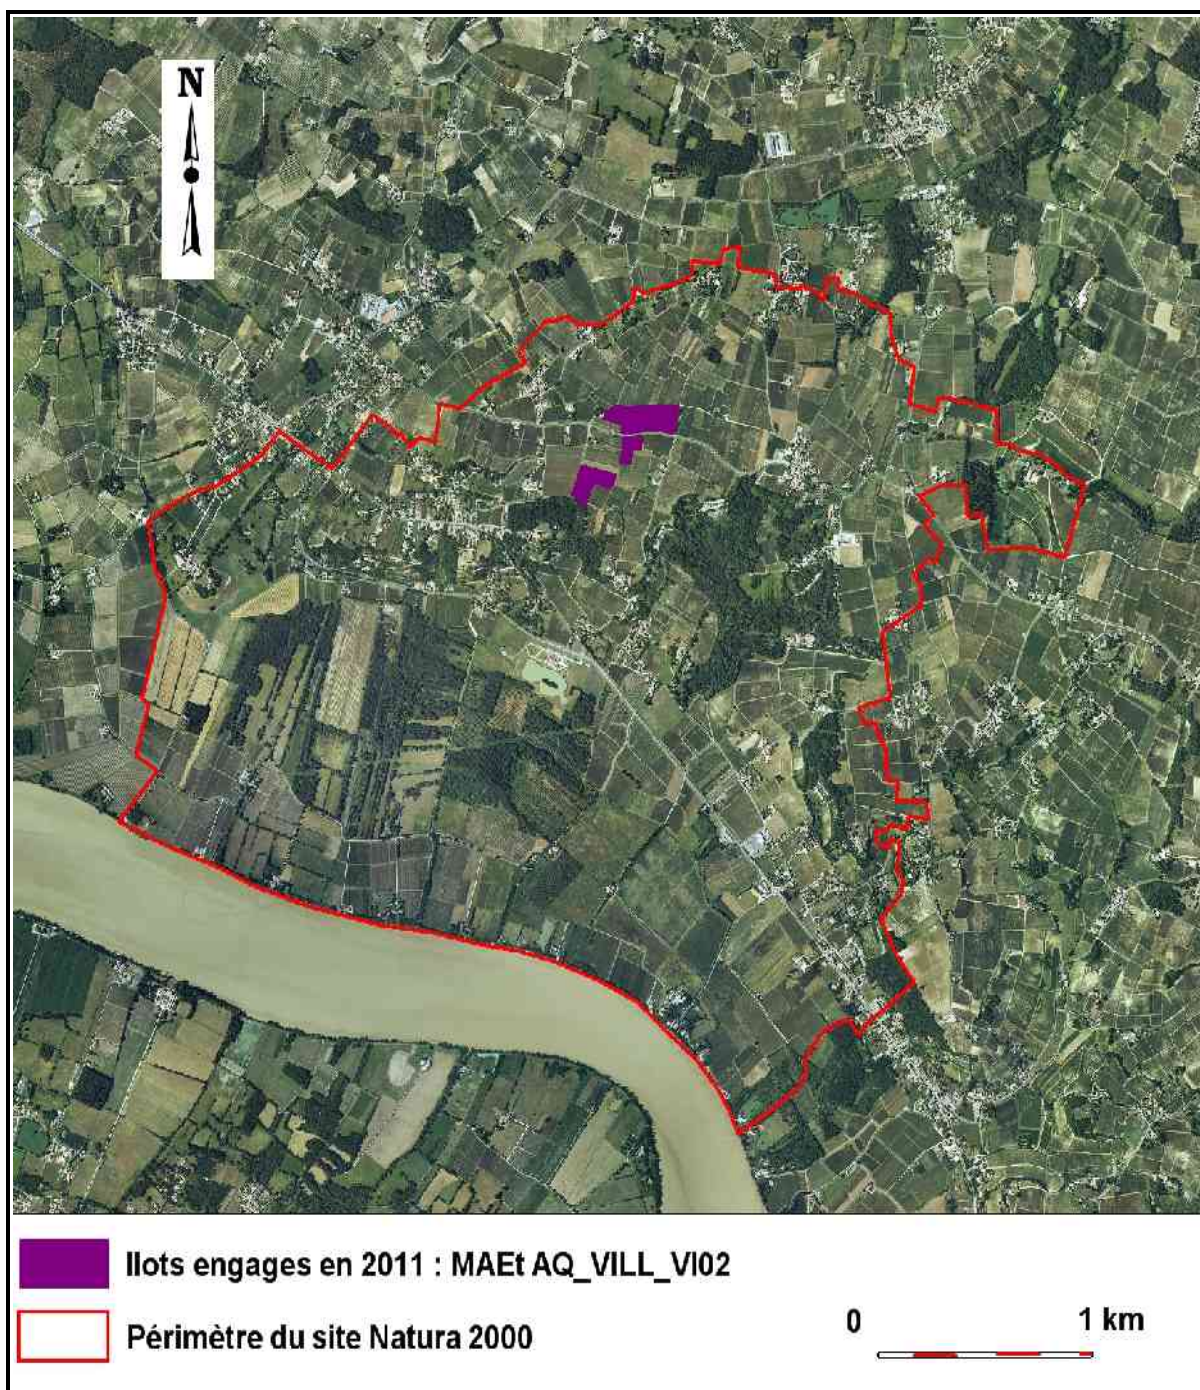 N
Ilots engages en 2011 : MAEt AQ_VILL_VI02
Périmètre du site Natura 2000
0 1 km